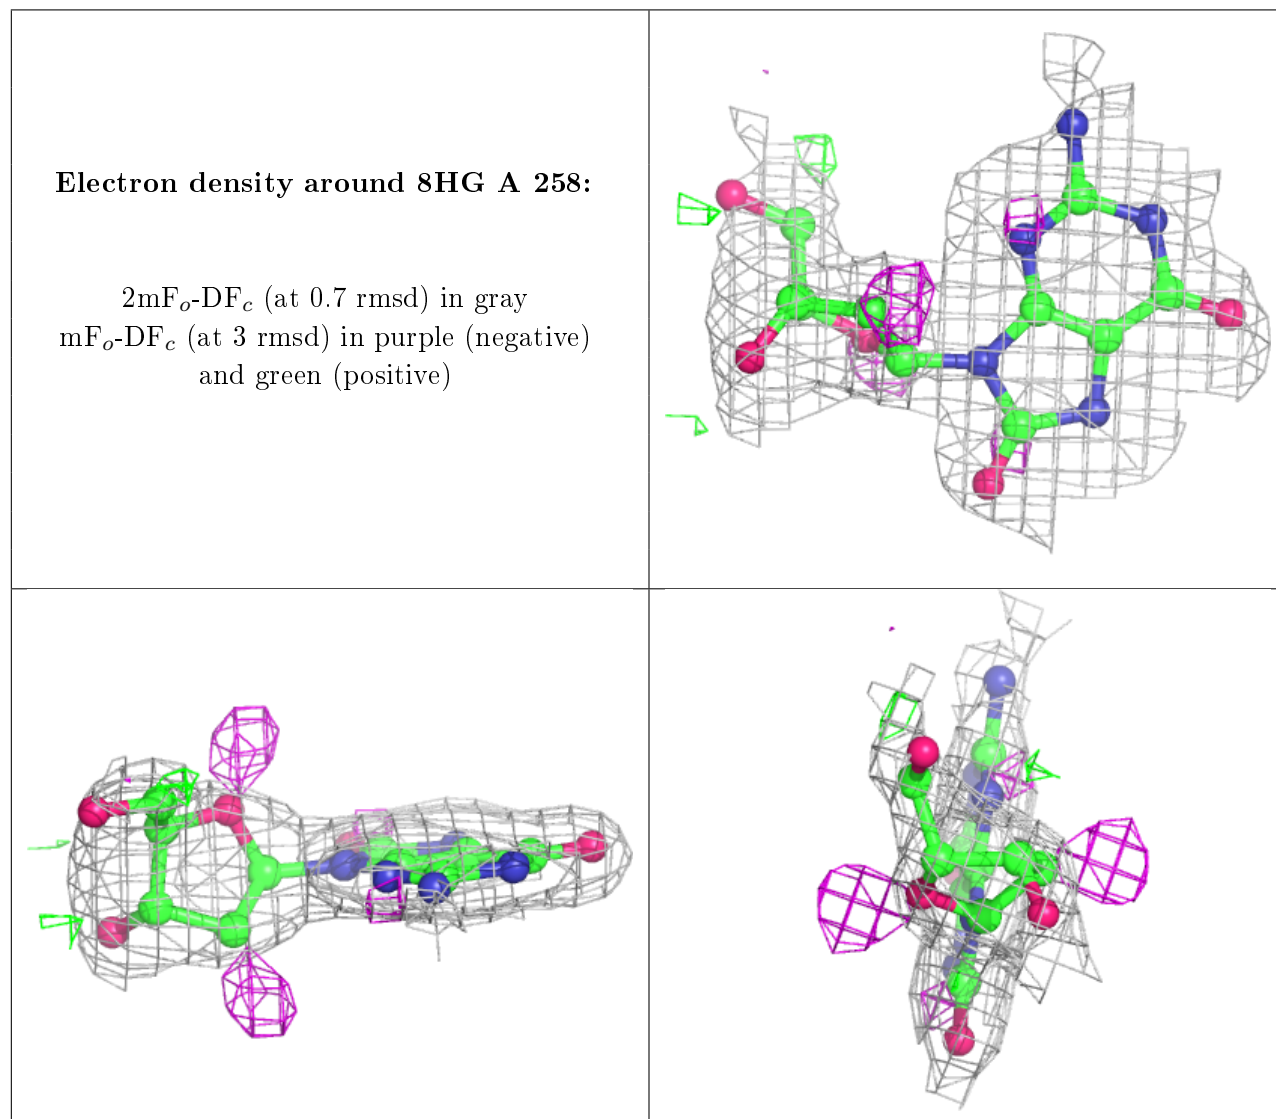 Electron density around 8HG A 258:
2mFo-DFc (at 0.7 rmsd) in gray
mFo-DFc (at 3 rmsd) in purple (negative)
and green (positive)